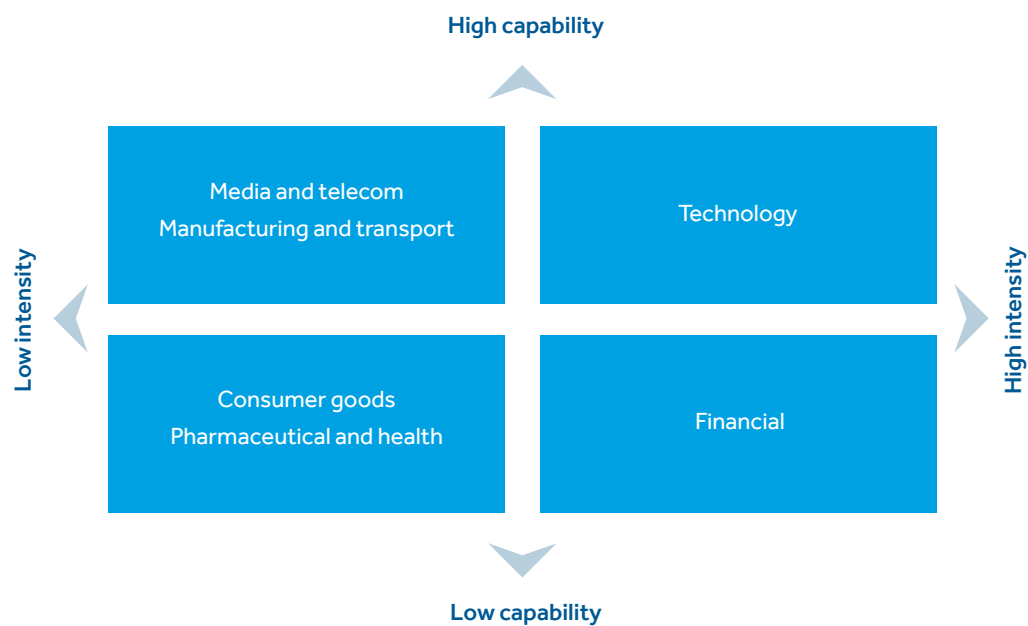 High capability
Media and telecom
Manufacturing and transport
Technology
Low intensity
High intensity
Consumer goods
Pharmaceutical and health
Financial
Low capability